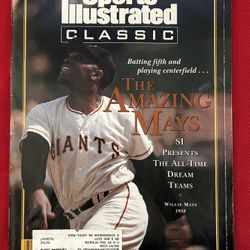 Sports Illustrated
CLASSIC
Batting fifth and
playing centerfield . . .
THE
AMAZING
MAYS
SI
PRESENTS
THE ALL-TIME
DREAM
TEAMS
WILLIE MAYS
1958
GIANTS